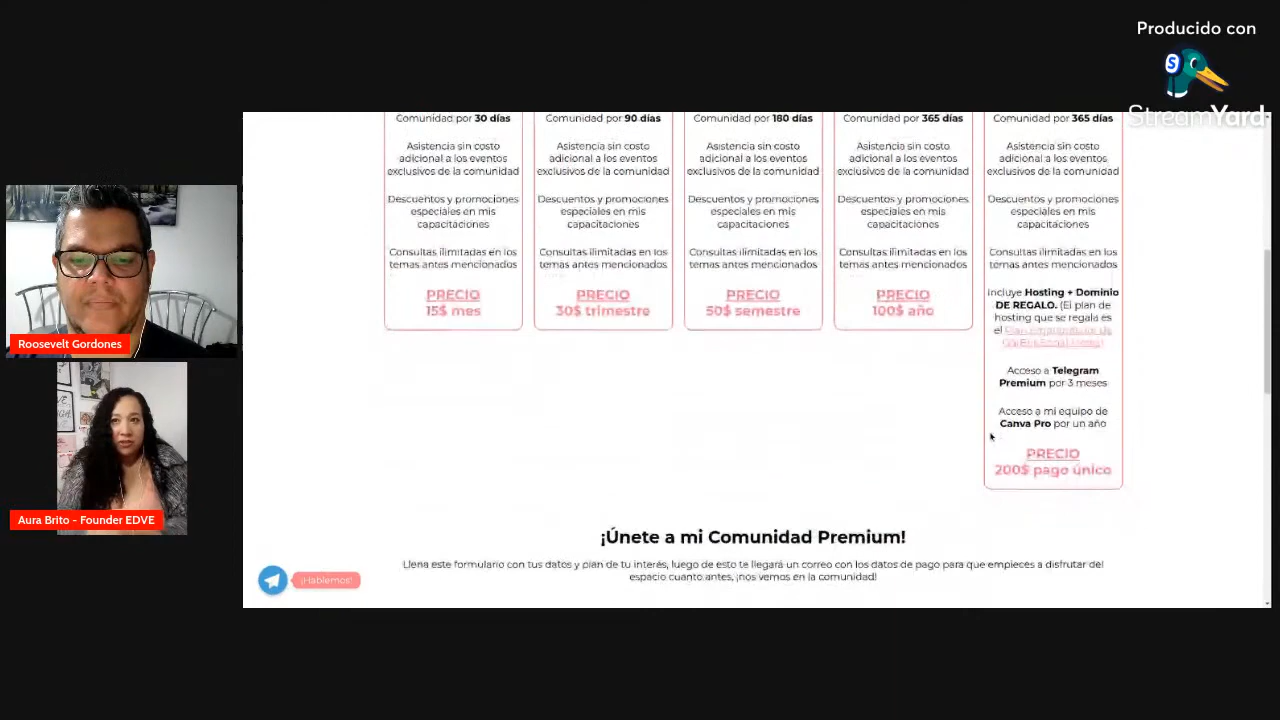 Producido con
StreamYard
Comunidad por 30 días
Asistencia sin costo
adicional a los eventos
exclusivos de la comunidad
Descuentos y promociones
especiales en mis
capacitaciones
Consultas ilimitadas en los
temas antes mencionados
PRECIO
15$ mes
Comunidad por 90 días
Asistencia sin costo
adicional a los eventos
exclusivos de la comunidad
Descuentos y promociones
especiales en mis
capacitaciones
Consultas ilimitadas en los
temas antes mencionados
PRECIO
30$ trimestre
Comunidad por 180 días
Asistencia sin costo
adicional a los eventos
exclusivos de la comunidad
Descuentos y promociones
especiales en mis
capacitaciones
Consultas ilimitadas en los
temas antes mencionados
PRECIO
50$ semestre
Comunidad por 365 días
Asistencia sin costo
adicional a los eventos
exclusivos de la comunidad
Descuentos y promociones
especiales en mis
capacitaciones
Consultas ilimitadas en los
temas antes mencionados
PRECIO
100$ año
Comunidad por 365 días
Asistencia sin costo
adicional a los eventos
exclusivos de la comunidad
Descuentos y promociones
especiales en mis
capacitaciones
Consultas ilimitadas en los
temas antes mencionados
Incluye Hosting + Dominio
DE REGALO. (El plan de
hosting que se regala es
el Plan Emprendedor de
Acceso a Telegram
Premium por 3 meses
Acceso a mi equipo de
Canva Pro por un año
PRECIO
200$ pago único
Roosevelt Gordones
Aura Brito - Founder EDVE
¡Únete a mi Comunidad Premium!
Llena este formulario con tus datos y plan de tu interés, luego de esto te llegará un correo con los datos de pago para que empieces a disfrutar del
espacio cuanto antes, ¡nos vemos en la comunidad!
¡Hablemos!